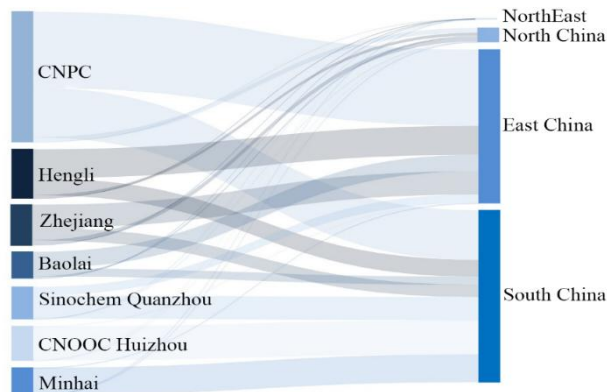 CNPC
Hengli
Zhejiang
Baolai
Sinochem Quanzhou
CNOOC Huizhou
Minhai
NorthEast
North China
East China
South China